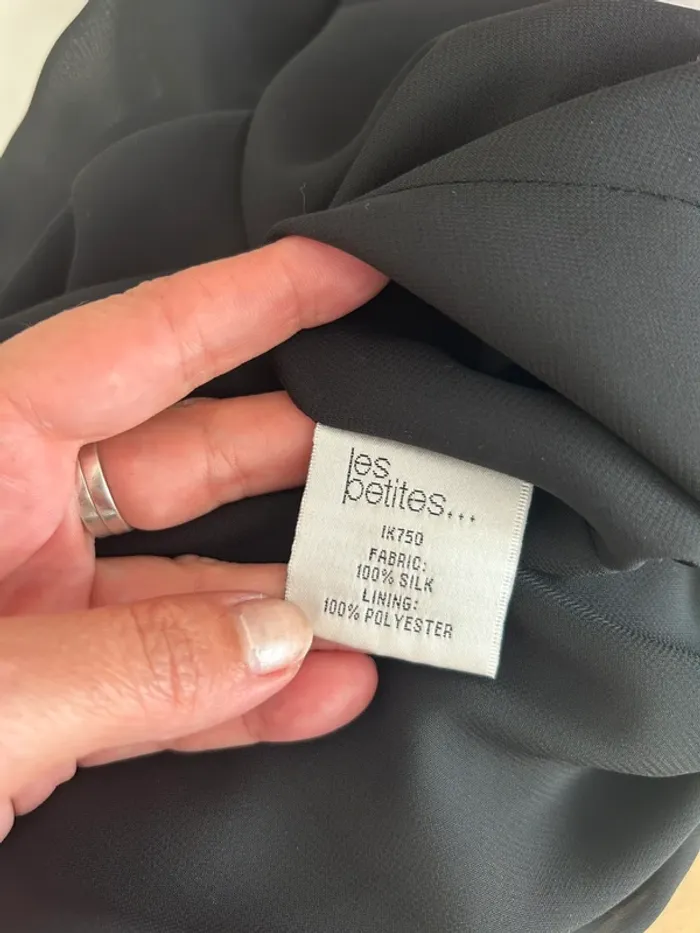 les
petites...
IK750
FABRIC:
100% SILK
LINING:
100% POLYESTER